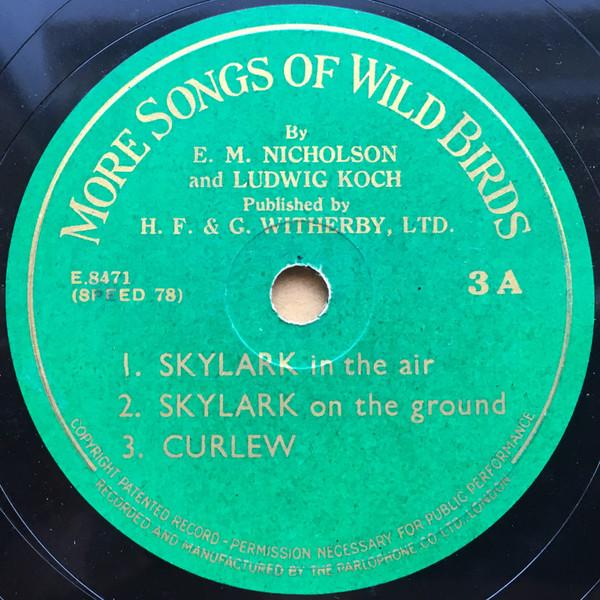 MORE SONGS OF WILD BIRDS
By
E. M. NICHOLSON
and LUDWIG KOCH
Published by
H. F. & G. WITHERBY, LTD.
E.8471
(SPEED 78)
3 A
1. SKYLARK in the air
2. SKYLARK on the ground
3. CURLEW
COPYRIGHT PATENTED RECORD - PERMISSION NECESSARY FOR PUBLIC PERFORMANCE
RECORDED AND MANUFACTURED BY THE PARLOPHONE CO. LTD., LONDON